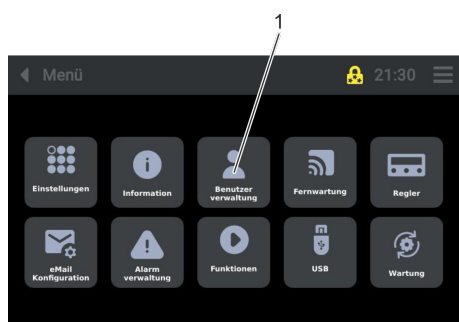 1
Menü 21:30
Einstellungen Information Benutzer Fernwartung Regler
verwaltung
eMail Alarm Funktionen USB Wartung
Konfiguration verwaltung